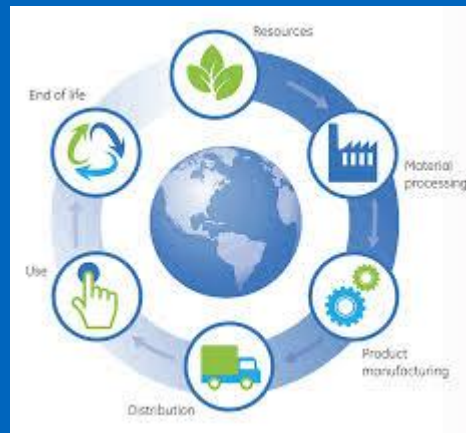 Resources
Material
processing
Product
manufacturing
Distribution
Use
End of life